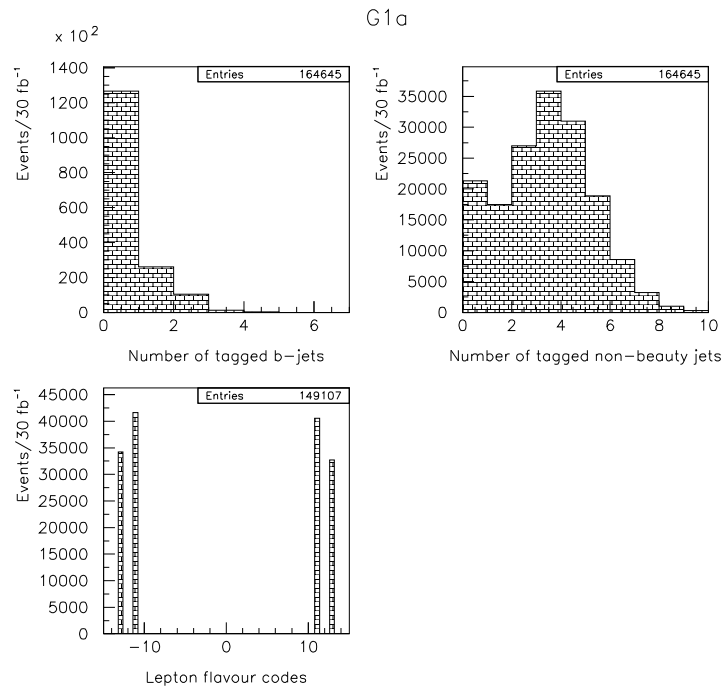 G1a
x 10²
Entries 164645
Events/30 fb⁻¹
1400
1200
1000
800
600
400
200
0
0 2 4 6
Number of tagged b-jets
Entries 164645
Events/30 fb⁻¹
35000
30000
25000
20000
15000
10000
5000
0
0 2 4 6 8 10
Number of tagged non-beauty jets
Entries 149107
Events/30 fb⁻¹
45000
40000
35000
30000
25000
20000
15000
10000
5000
0
-10 0 10
Lepton flavour codes